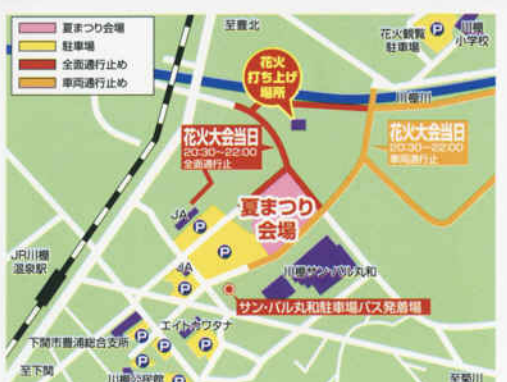 夏まつり会場
駐車場
全面通行止め
車両通行止め
至豊北
花火観覧
駐車場
P
川棚
小学校
花火
打ち上げ
場所
川棚川
花火大会当日
20:30~22:00
全面通行止
花火大会当日
20:30~22:00
車両通行止
夏まつり
会場
JA
P
P
JR川棚
温泉駅
JA
P
川棚サン・パル丸和
サン・パル丸和駐車場バス発着場
下関市豊浦総合支所
エイトカワタナ
P
P
P
P
至下関
川棚公民館
P
至菊川